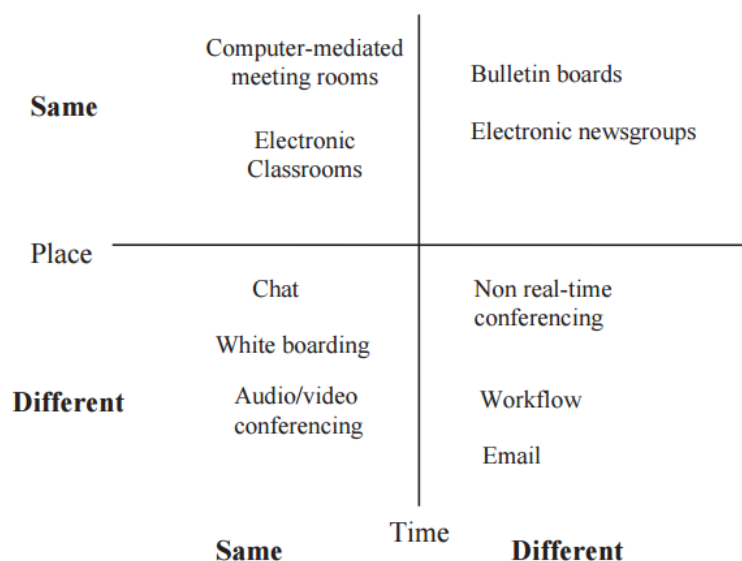 Computer-mediated
meeting rooms
Bulletin boards
Same
Electronic newsgroups
Electronic
Classrooms
Place
Chat
Non real-time
conferencing
White boarding
Different
Audio/video
conferencing
Workflow
Email
Time
Same
Different